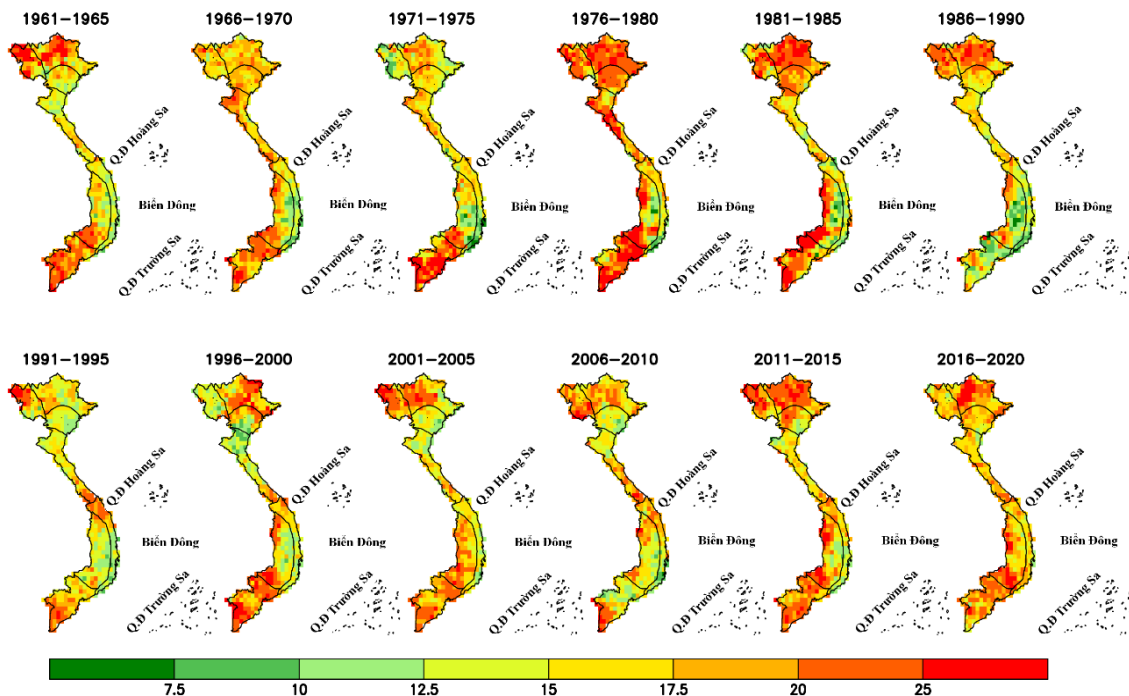 1961-1965 1966-1970 1971-1975 1976-1980 1981-1985 1986-1990
Q.Đ Hoàng Sa Q.Đ Hoàng Sa Q.Đ Hoàng Sa Q.Đ Hoàng Sa Q.Đ Hoàng Sa Q.Đ Hoàng Sa
Biển Đông Biển Đông Biển Đông Biển Đông Biển Đông Biển Đông
Q.Đ Trường Sa Q.Đ Trường Sa Q.Đ Trường Sa Q.Đ Trường Sa Q.Đ Trường Sa Q.Đ Trường Sa
1991-1995 1996-2000 2001-2005 2006-2010 2011-2015 2016-2020
Q.Đ Hoàng Sa Q.Đ Hoàng Sa Q.Đ Hoàng Sa Q.Đ Hoàng Sa Q.Đ Hoàng Sa Q.Đ Hoàng Sa
Biển Đông Biển Đông Biển Đông Biển Đông Biển Đông Biển Đông
Q.Đ Trường Sa Q.Đ Trường Sa Q.Đ Trường Sa Q.Đ Trường Sa Q.Đ Trường Sa Q.Đ Trường Sa
7.5 10 12.5 15 17.5 20 25